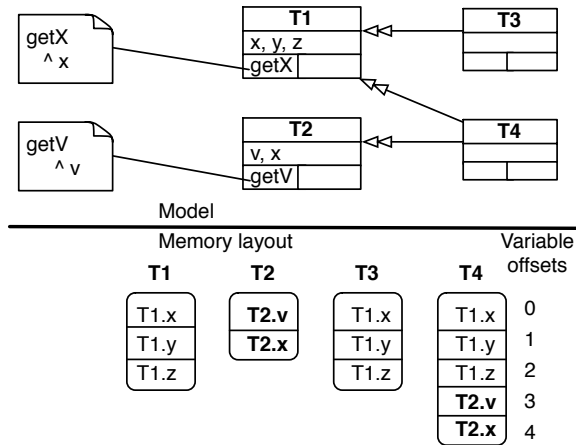 getX
^ x
T1
x, y, z
getX
T3
getV
^ v
T2
v, x
getV
T4
Model
Memory layout
Variable
offsets
T1 T2 T3 T4
T1.x T2.v T1.x T1.x 0
T1.y T2.x T1.y T1.y 1
T1.z T1.z T1.z 2
T2.v 3
T2.x 4